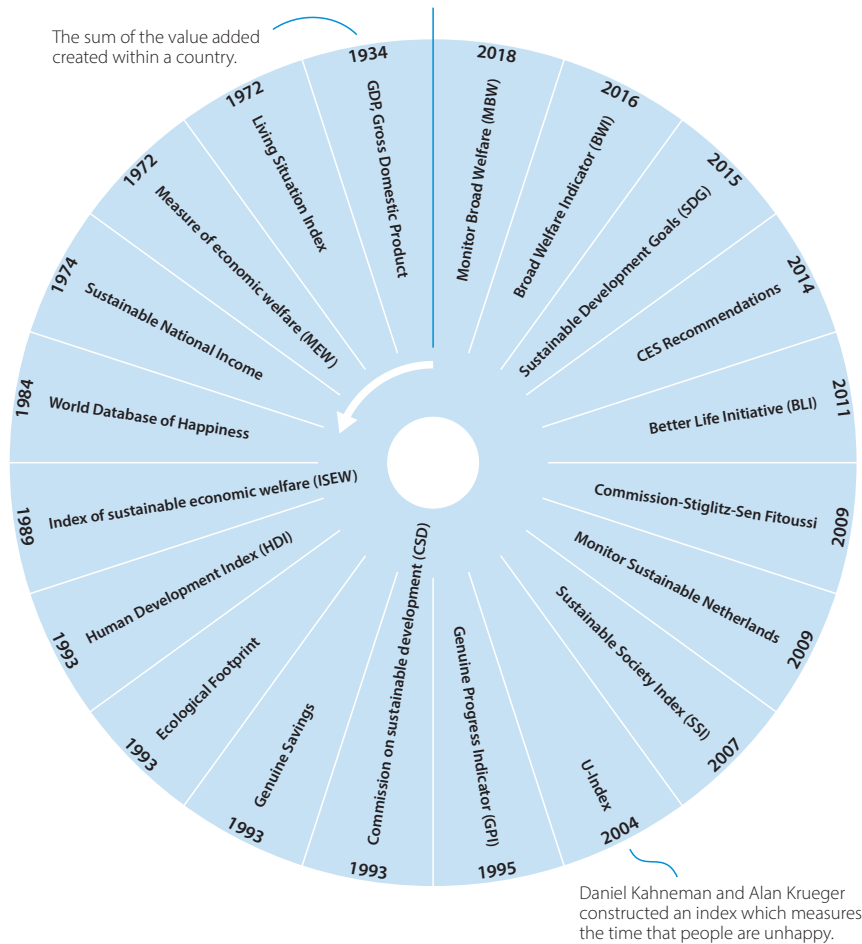 The sum of the value added
created within a country.
1934
GDP, Gross Domestic Product
1972
Living Situation Index
1972
Measure of economic welfare (MEW)
1974
Sustainable National Income
1984
World Database of Happiness
1989
Index of sustainable economic welfare (ISEW)
1993
Human Development Index (HDI)
1993
Ecological Footprint
1993
Genuine Savings
1993
Commission on sustainable development (CSD)
1995
Genuine Progress Indicator (GPI)
2004
U-Index
Daniel Kahneman and Alan Krueger
constructed an index which measures
the time that people are unhappy.
2007
Sustainable Society Index (SSI)
2009
Monitor Sustainable Netherlands
2009
Commission-Stiglitz-Sen Fitoussi
2011
Better Life Initiative (BLI)
2014
CES Recommendations
2015
Sustainable Development Goals (SDG)
2016
Broad Welfare Indicator (BWI)
2018
Monitor Broad Welfare (MBW)